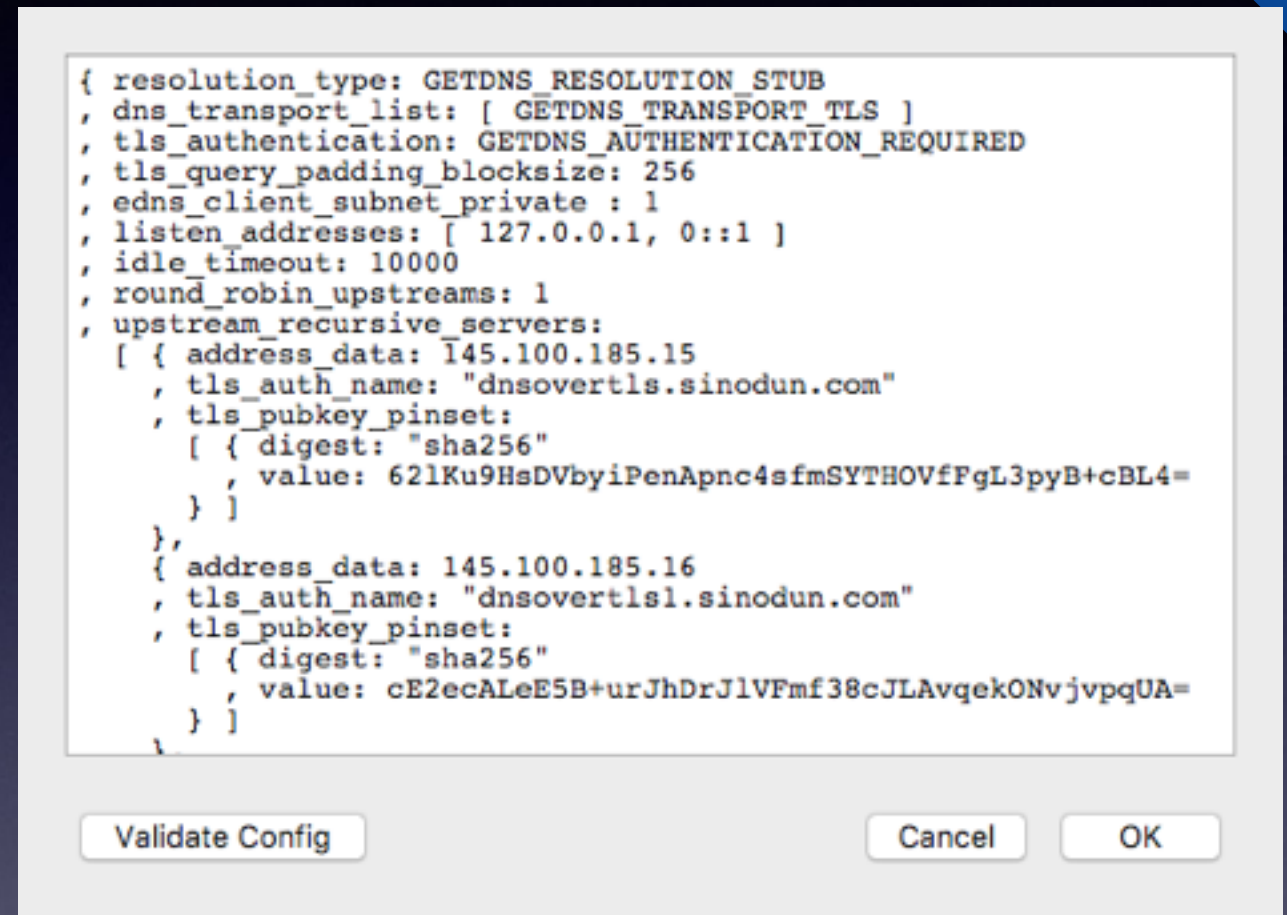 { resolution_type: GETDNS_RESOLUTION_STUB
, dns_transport_list: [ GETDNS_TRANSPORT_TLS ]
, tls_authentication: GETDNS_AUTHENTICATION_REQUIRED
, tls_query_padding_blocksize: 256
, edns_client_subnet_private : 1
, listen_addresses: [ 127.0.0.1, 0::1 ]
, idle_timeout: 10000
, round_robin_upstreams: 1
, upstream_recursive_servers:
[ { address_data: 145.100.185.15
, tls_auth_name: "dnsovertls.sinodun.com"
, tls_pubkey_pinset:
[ { digest: "sha256"
, value: 62lKu9HsDVbyiPenApnc4sfmSYTHOVfFgL3pyB+cBL4=
} ]
},
{ address_data: 145.100.185.16
, tls_auth_name: "dnsovertls1.sinodun.com"
, tls_pubkey_pinset:
[ { digest: "sha256"
, value: cE2ecALeE5B+urJhDrJlVFmf38cJLAvqekONvjvpqUA=
} ]
},
Validate Config
Cancel
OK